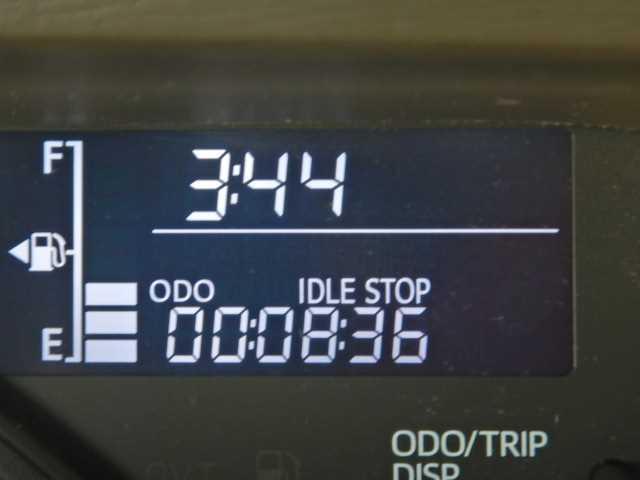 F
3:44
ODO IDLE STOP
E 00:08:36
ODO/TRIP
DISP